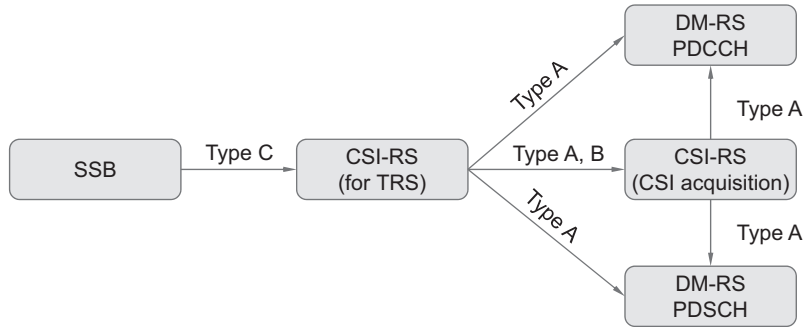 DM-RS
PDCCH
Type A
Type A
SSB
Type C
CSI-RS
(for TRS)
Type A, B
CSI-RS
(CSI acquisition)
Type A
Type A
DM-RS
PDSCH